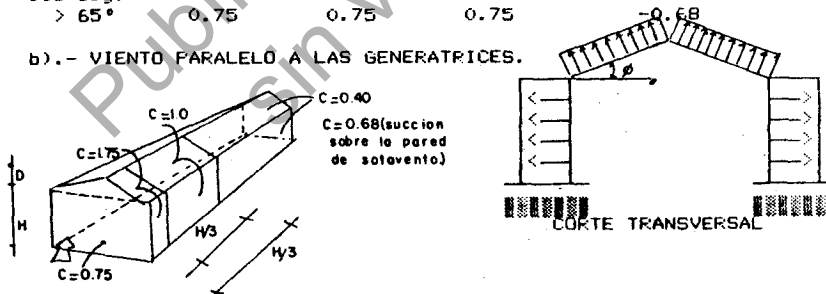 > 65° 0.75 0.75 0.75 -0.68
b).- VIENTO PARALELO A LAS GENERATRICES.
C=0.40
C=1.0
C=0.68(succion
sobre la pared
de sotavento)
C=1.75
D
H
H/3
H/3
C=0.75
φ
CORTE TRANSVERSAL